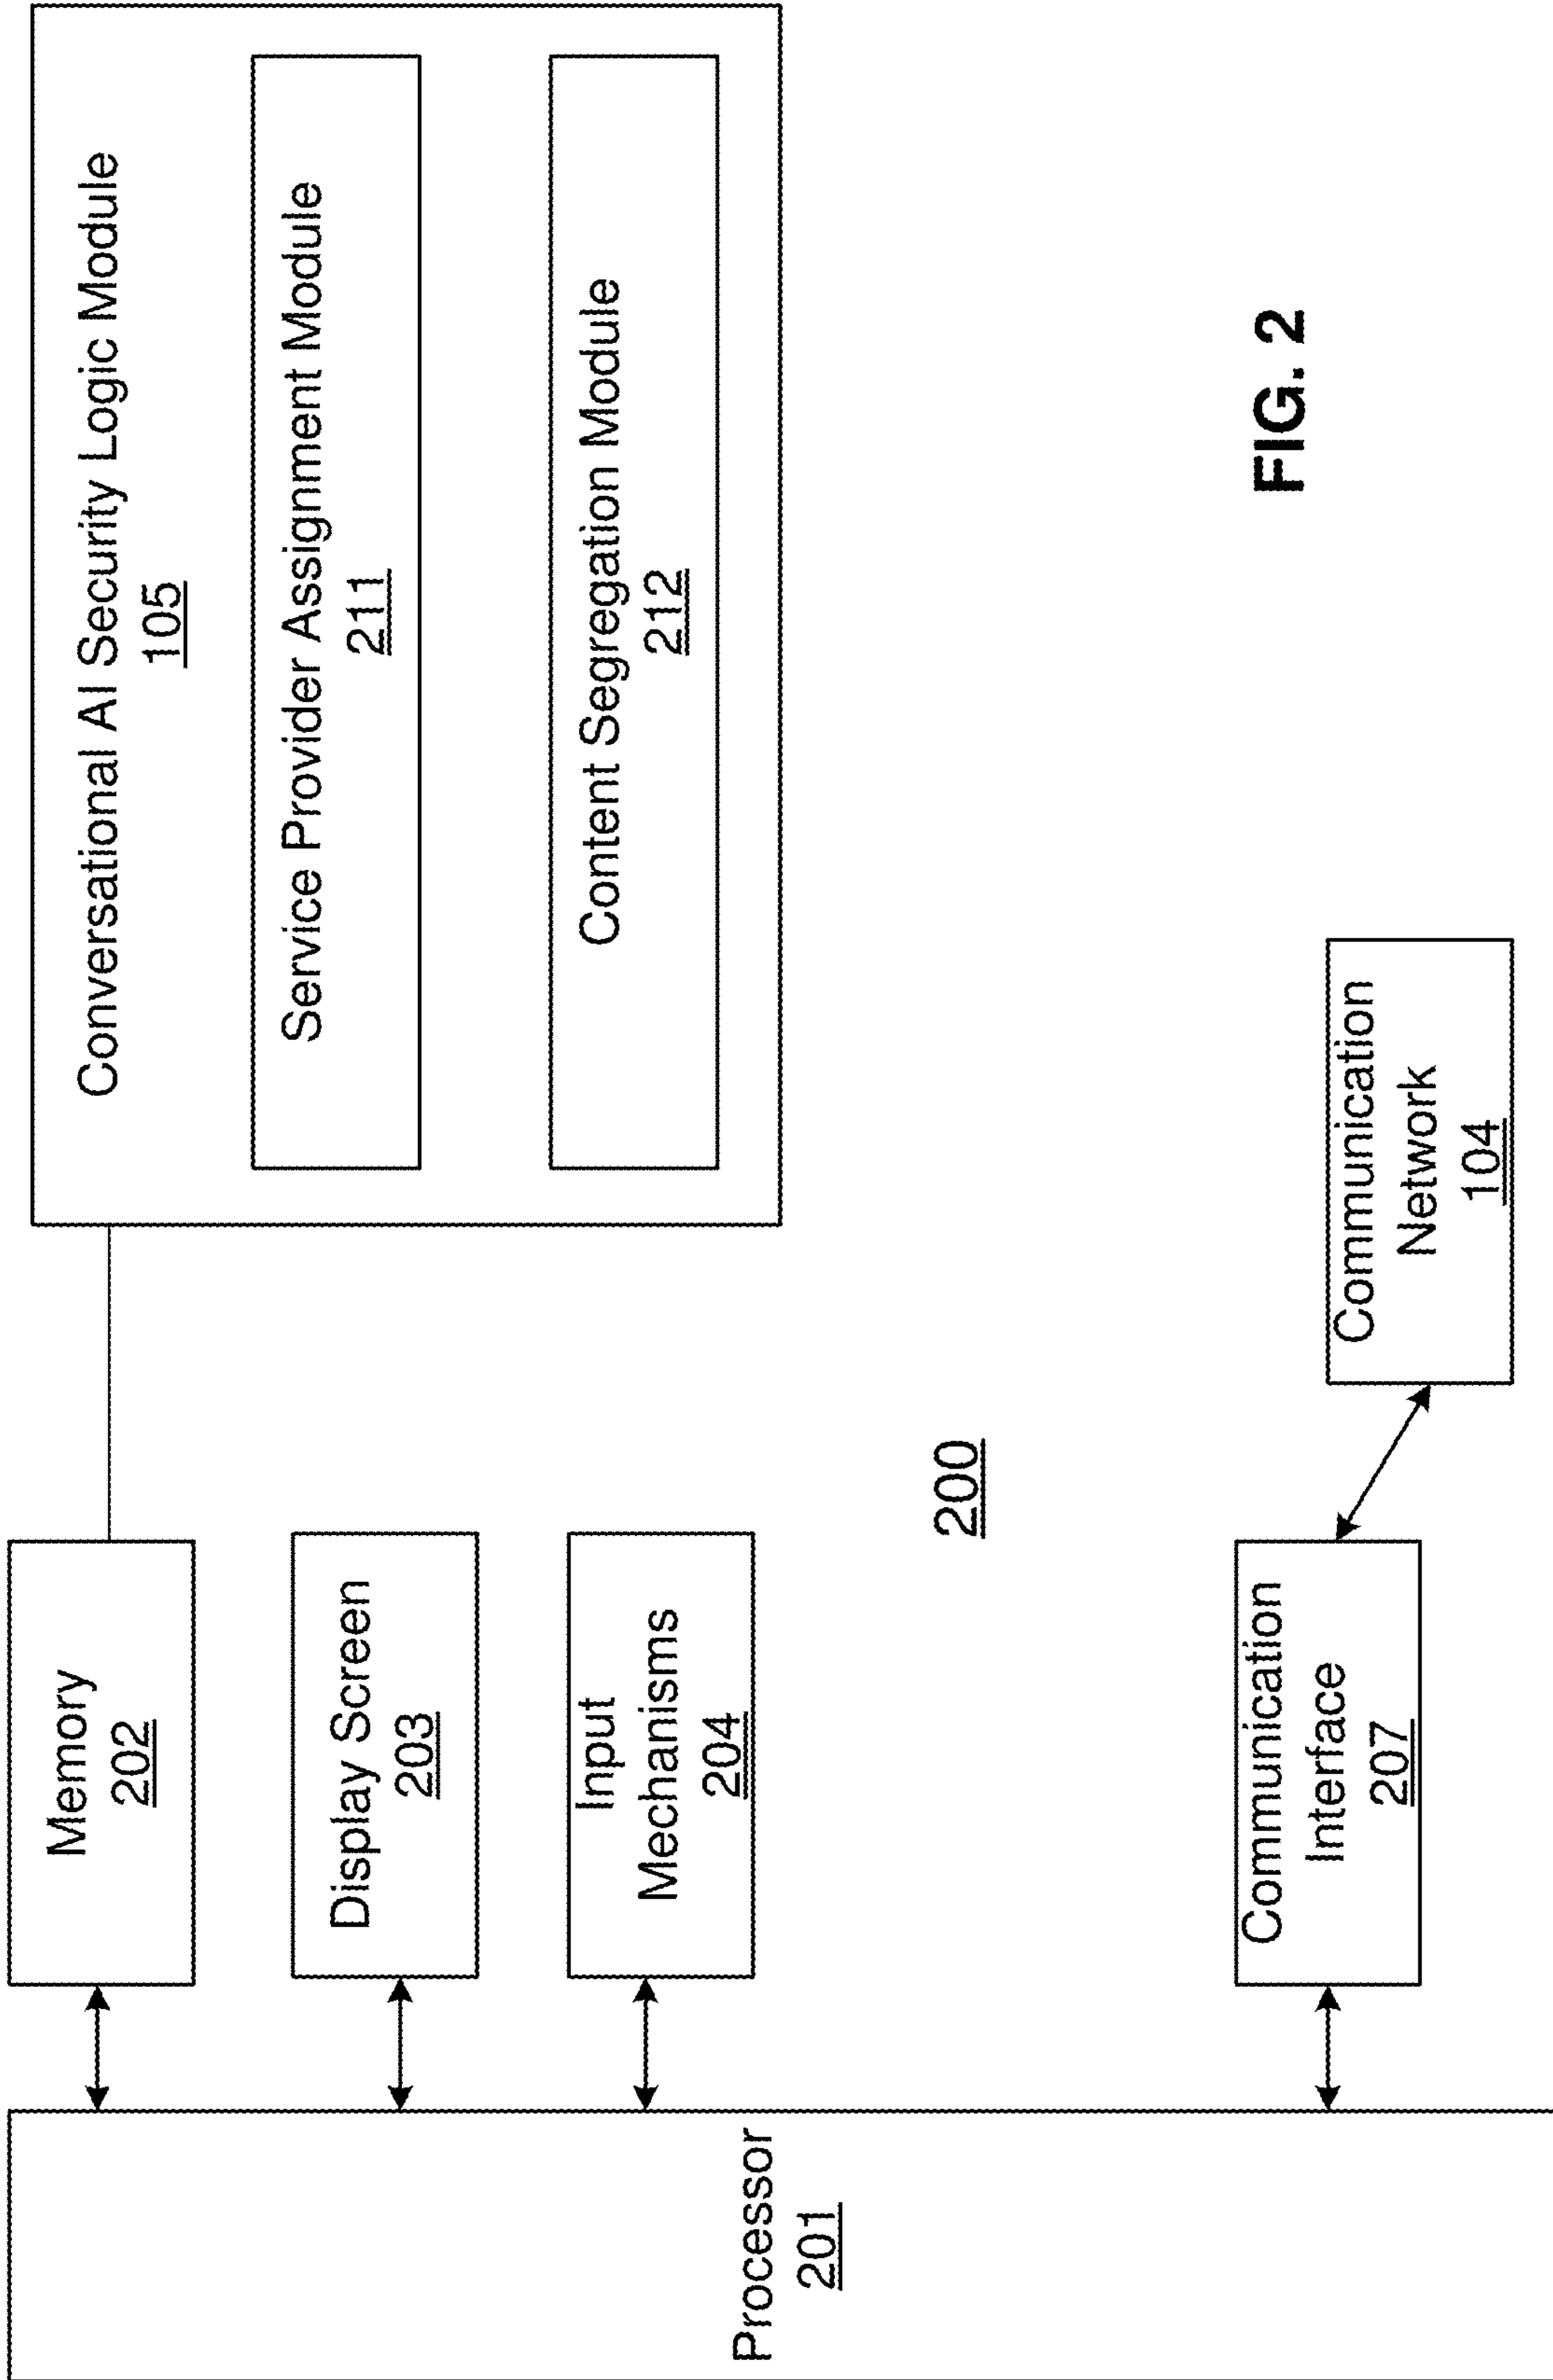 Processor
201
Memory
202
Display Screen
203
Input
Mechanisms
204
Communication
Interface
207
200
Communication
Network
104
Conversational AI Security Logic Module
105
Service Provider Assignment Module
211
Content Segregation Module
212
FIG. 2